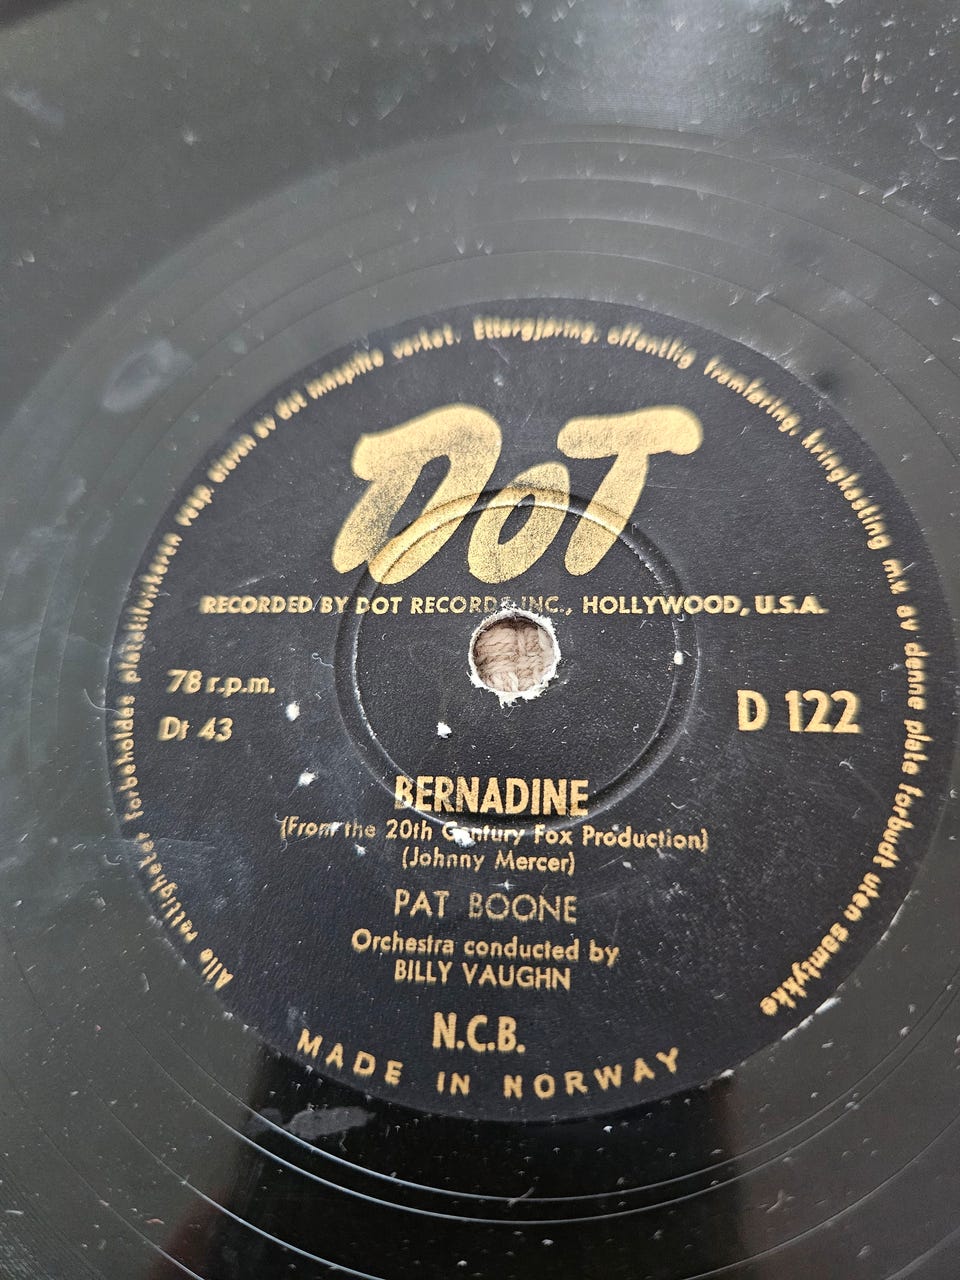 Alle rettigheter forbeholdes platetilvirkeren resp. eieren av det innspilte verket. Ettergjøring, offentlig framføring, kringkasting m.v. av denne plate forbudt uten samtykke
DOT
RECORDED BY DOT RECORDS INC., HOLLYWOOD, U.S.A.
78 r.p.m.
Dt 43
D 122
BERNADINE
(From the 20th Century Fox Production)
(Johnny Mercer)
PAT BOONE
Orchestra conducted by
BILLY VAUGHN
N.C.B.
MADE IN NORWAY